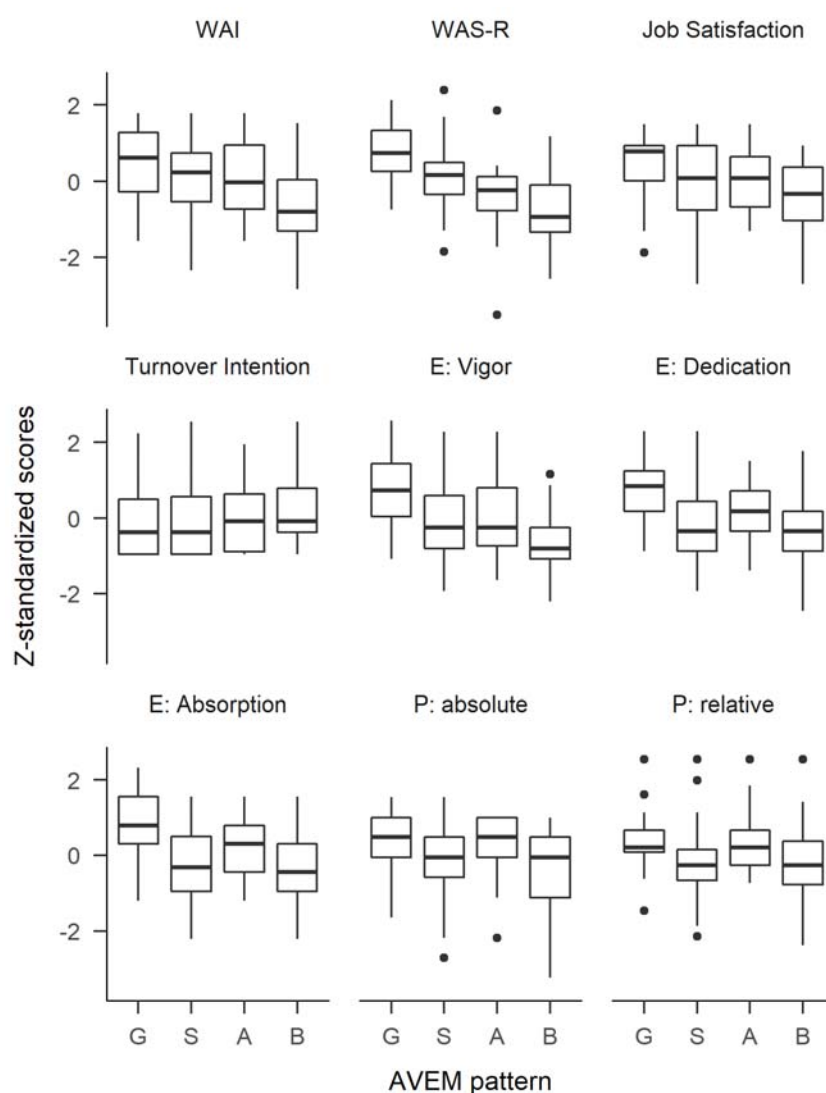 WAI WAS-R Job Satisfaction
2
0
-2
Turnover Intention E: Vigor E: Dedication
2
0
-2
Z-standardized scores
E: Absorption P: absolute P: relative
2
0
-2
G S A B G S A B G S A B
AVEM pattern